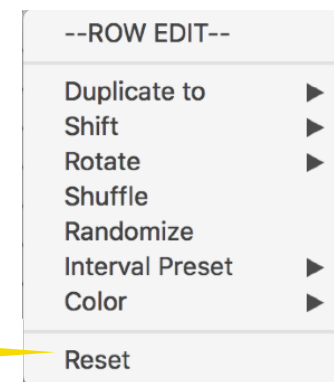 --ROW EDIT--
Duplicate to
Shift
Rotate
Shuffle
Randomize
Interval Preset
Color
Reset